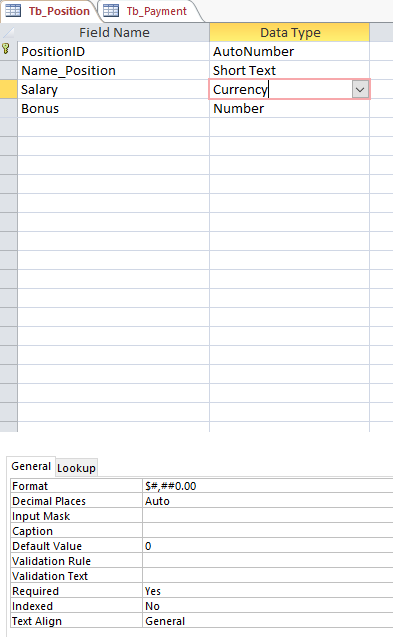 Tb_Position Tb_Payment
Field Name Data Type
PositionID AutoNumber
Name_Position Short Text
Salary Currency
Bonus Number
General Lookup
Format $#,##0.00
Decimal Places Auto
Input Mask
Caption
Default Value 0
Validation Rule
Validation Text
Required Yes
Indexed No
Text Align General